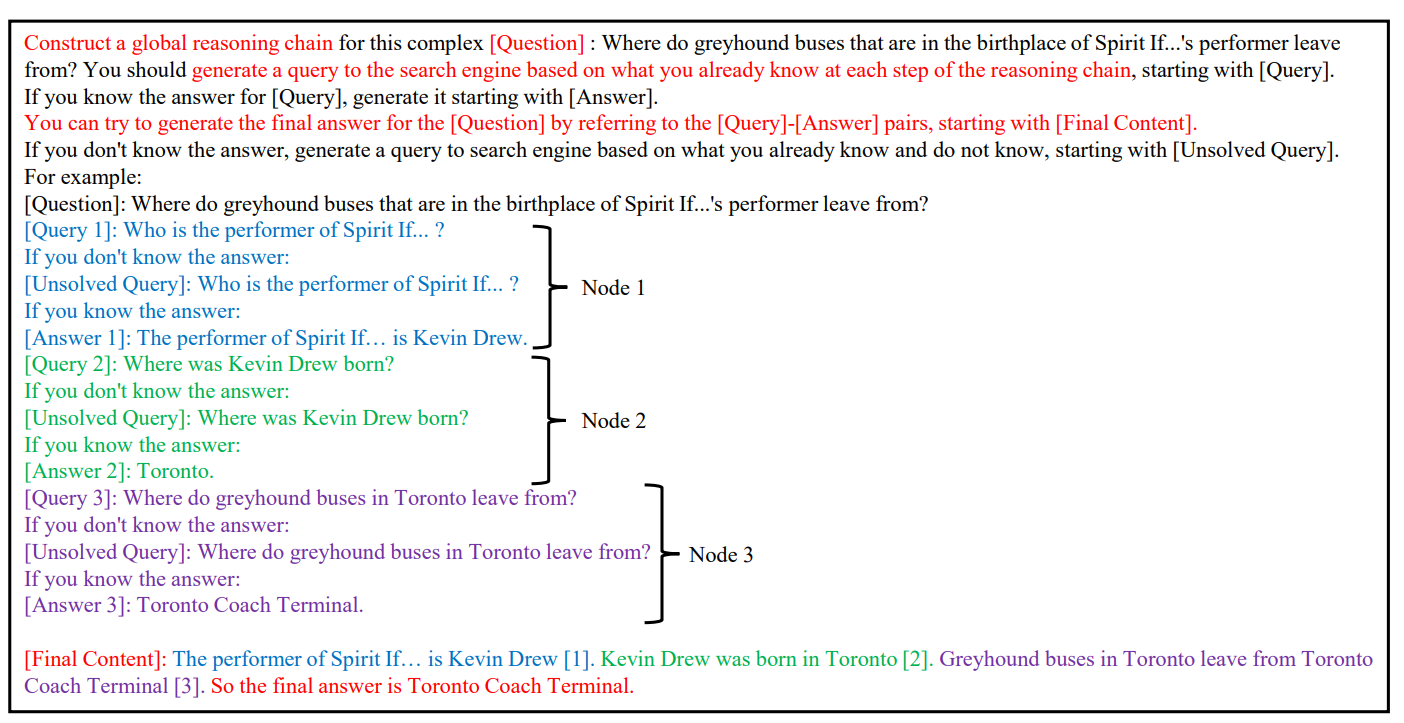 Construct a global reasoning chain for this complex [Question] : Where do greyhound buses that are in the birthplace of Spirit If...'s performer leave
from? You should generate a query to the search engine based on what you already know at each step of the reasoning chain, starting with [Query].
If you know the answer for [Query], generate it starting with [Answer].
You can try to generate the final answer for the [Question] by referring to the [Query]-[Answer] pairs, starting with [Final Content].
If you don't know the answer, generate a query to search engine based on what you already know and do not know, starting with [Unsolved Query].
For example:
[Question]: Where do greyhound buses that are in the birthplace of Spirit If...'s performer leave from?
[Query 1]: Who is the performer of Spirit If... ?
If you don't know the answer:
[Unsolved Query]: Who is the performer of Spirit If... ?
Node 1
If you know the answer:
[Answer 1]: The performer of Spirit If… is Kevin Drew.
[Query 2]: Where was Kevin Drew born?
If you don't know the answer:
[Unsolved Query]: Where was Kevin Drew born?
Node 2
If you know the answer:
[Answer 2]: Toronto.
[Query 3]: Where do greyhound buses in Toronto leave from?
If you don't know the answer:
[Unsolved Query]: Where do greyhound buses in Toronto leave from?
Node 3
If you know the answer:
[Answer 3]: Toronto Coach Terminal.
[Final Content]: The performer of Spirit If… is Kevin Drew [1]. Kevin Drew was born in Toronto [2]. Greyhound buses in Toronto leave from Toronto
Coach Terminal [3]. So the final answer is Toronto Coach Terminal.